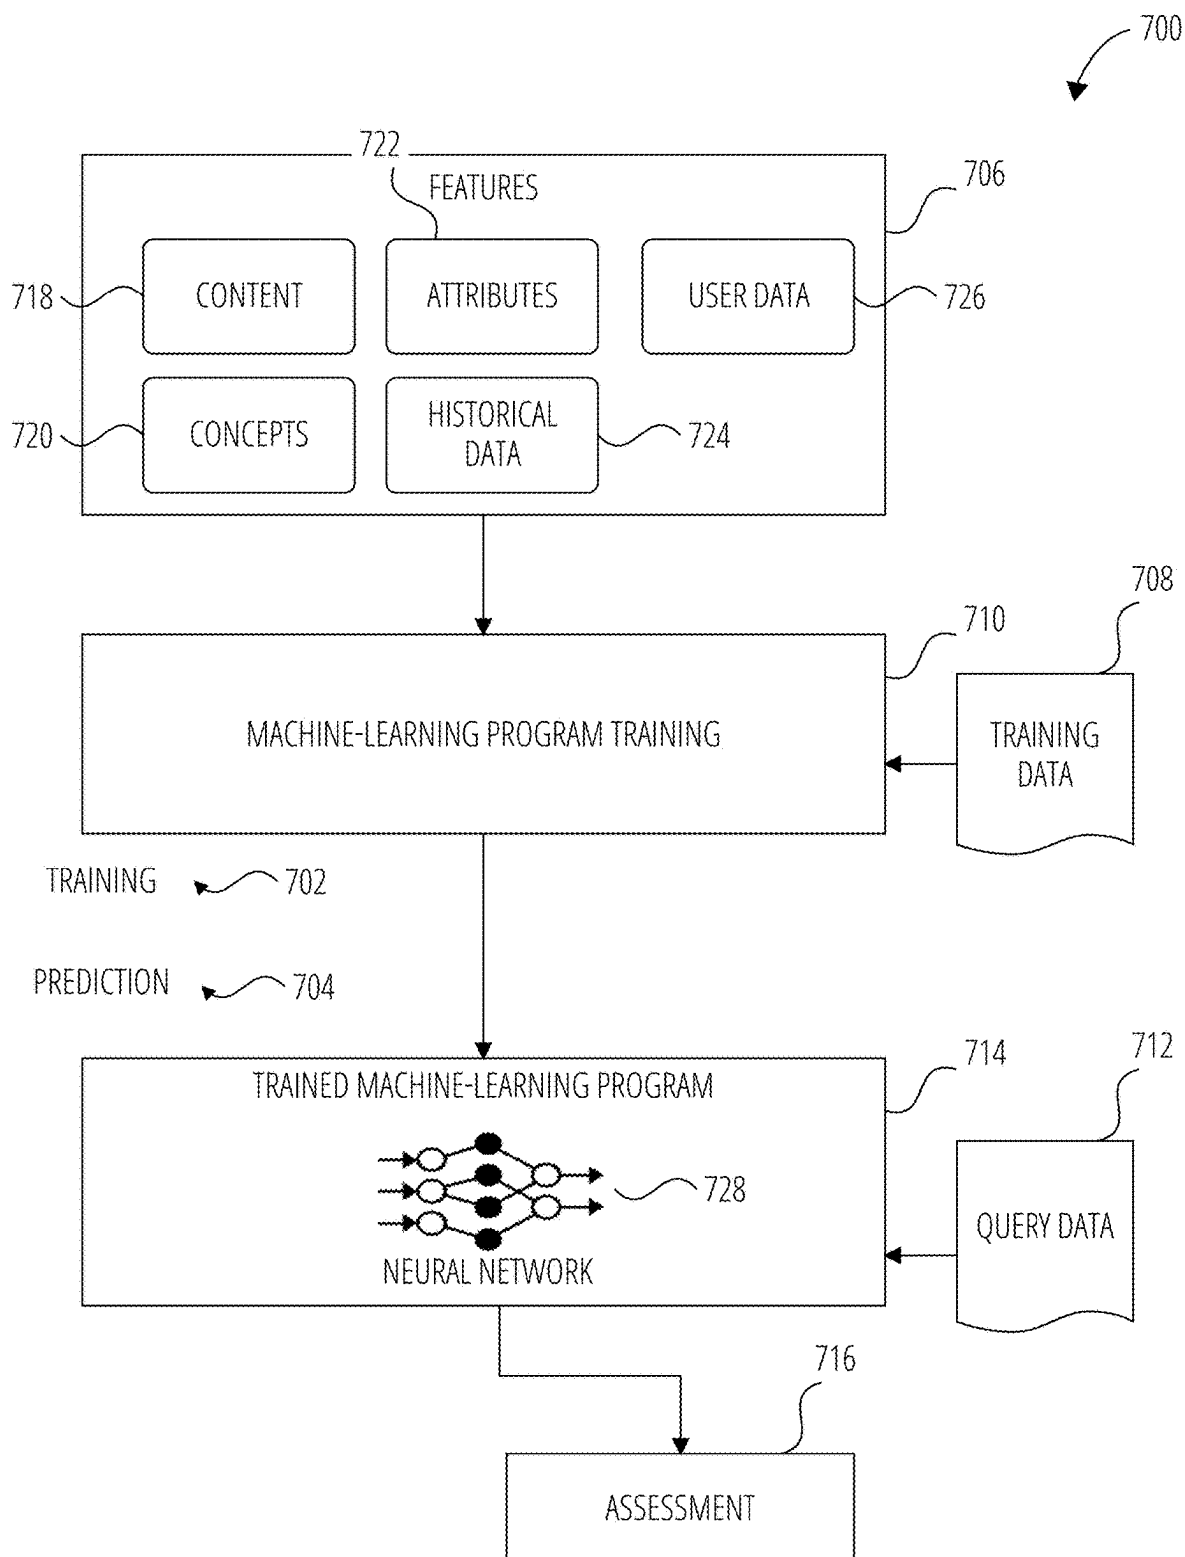 700
722
FEATURES
706
718
CONTENT
ATTRIBUTES
USER DATA
726
720
CONCEPTS
HISTORICAL
DATA
724
708
710
MACHINE-LEARNING PROGRAM TRAINING
TRAINING
DATA
TRAINING
702
PREDICTION
704
714
712
TRAINED MACHINE-LEARNING PROGRAM
728
QUERY DATA
NEURAL NETWORK
716
ASSESSMENT